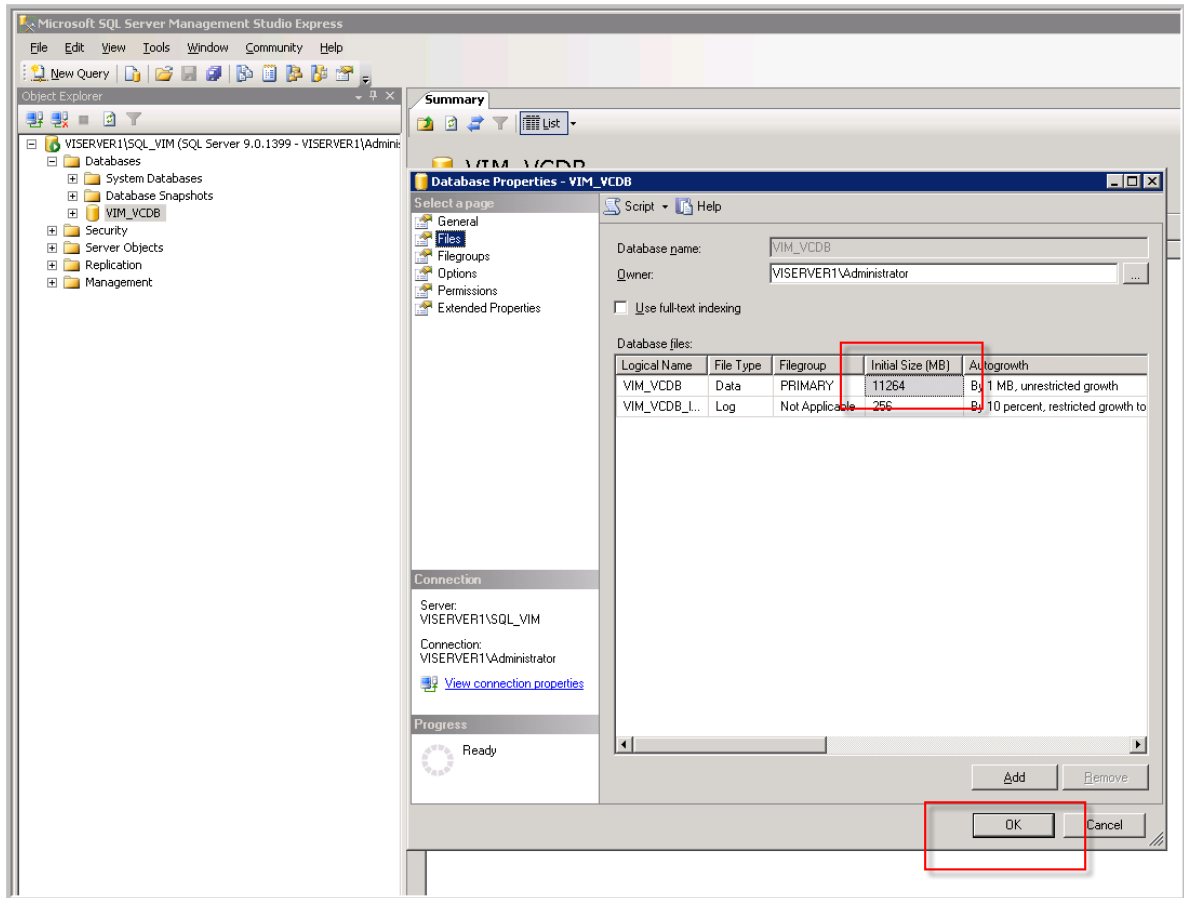 Microsoft SQL Server Management Studio Express
File Edit View Tools Window Community Help
New Query
Object Explorer
Summary
List
VISERVER1\SQL_VIM (SQL Server 9.0.1399 - VISERVER1\Admini
Databases
System Databases
Database Snapshots
VIM_VCDB
Security
Server Objects
Replication
Management
VIM_VCDB
Database Properties - VIM_VCDB
Select a page
General
Files
Filegroups
Options
Permissions
Extended Properties
Script Help
Database name: VIM_VCDB
Owner: VISERVER1\Administrator ...
Use full-text indexing
Database files:
Logical Name File Type Filegroup Initial Size (MB) Autogrowth
VIM_VCDB Data PRIMARY 11264 By 1 MB, unrestricted growth
VIM_VCDB_l... Log Not Applicable 256 By 10 percent, restricted growth to
Connection
Server:
VISERVER1\SQL_VIM
Connection:
VISERVER1\Administrator
View connection properties
Progress
Ready
Add Remove
OK Cancel